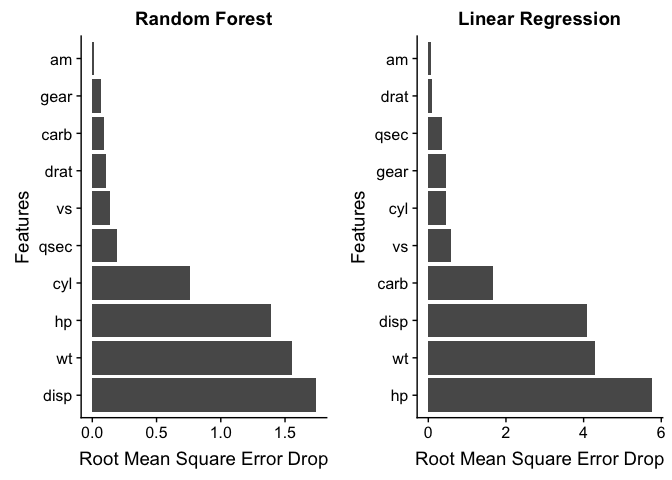 Random Forest
Features
am
gear
carb
drat
vs
qsec
cyl
hp
wt
disp
0.0 0.5 1.0 1.5
Root Mean Square Error Drop
Linear Regression
Features
am
drat
qsec
gear
cyl
vs
carb
disp
wt
hp
0 2 4 6
Root Mean Square Error Drop